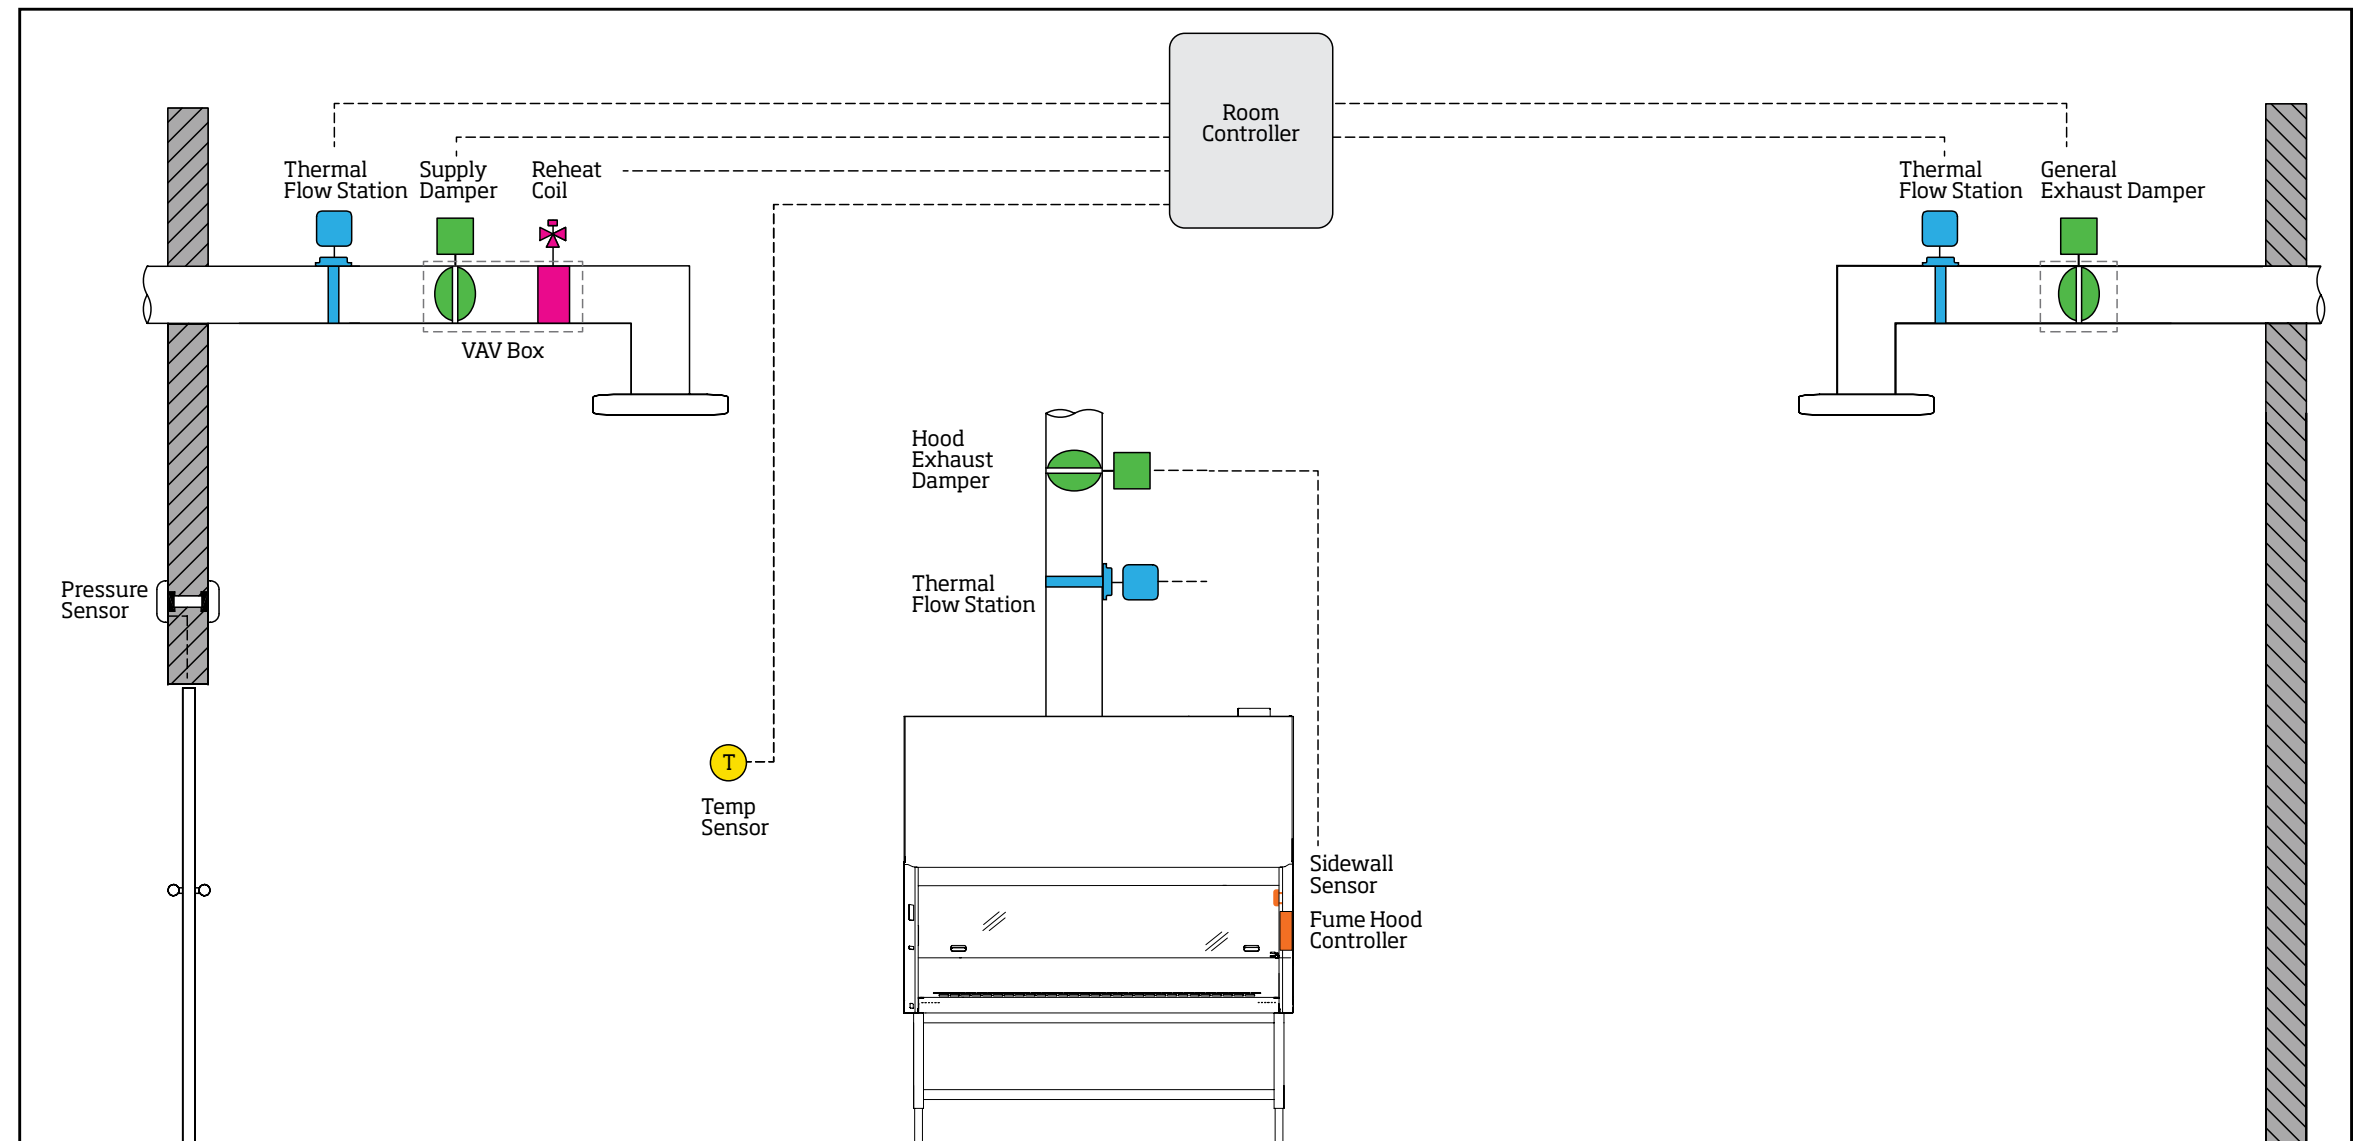 Room
Controller
Thermal
Flow Station
Supply
Damper
Reheat
Coil
Thermal
Flow Station
General
Exhaust Damper
VAV Box
Hood
Exhaust
Damper
Pressure
Sensor
Thermal
Flow Station
T
Temp
Sensor
Sidewall
Sensor
Fume Hood
Controller